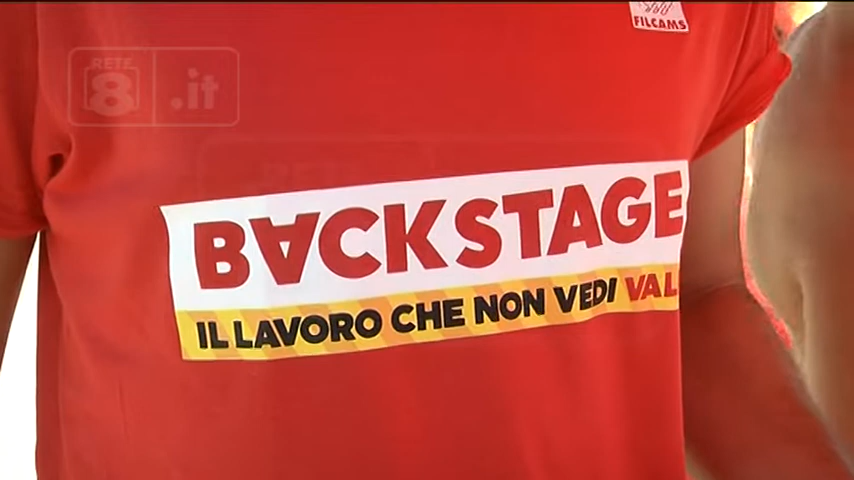 FILCAMS
RETE
8 .it
BACKSTAGE
IL LAVORO CHE NON VEDI VAL